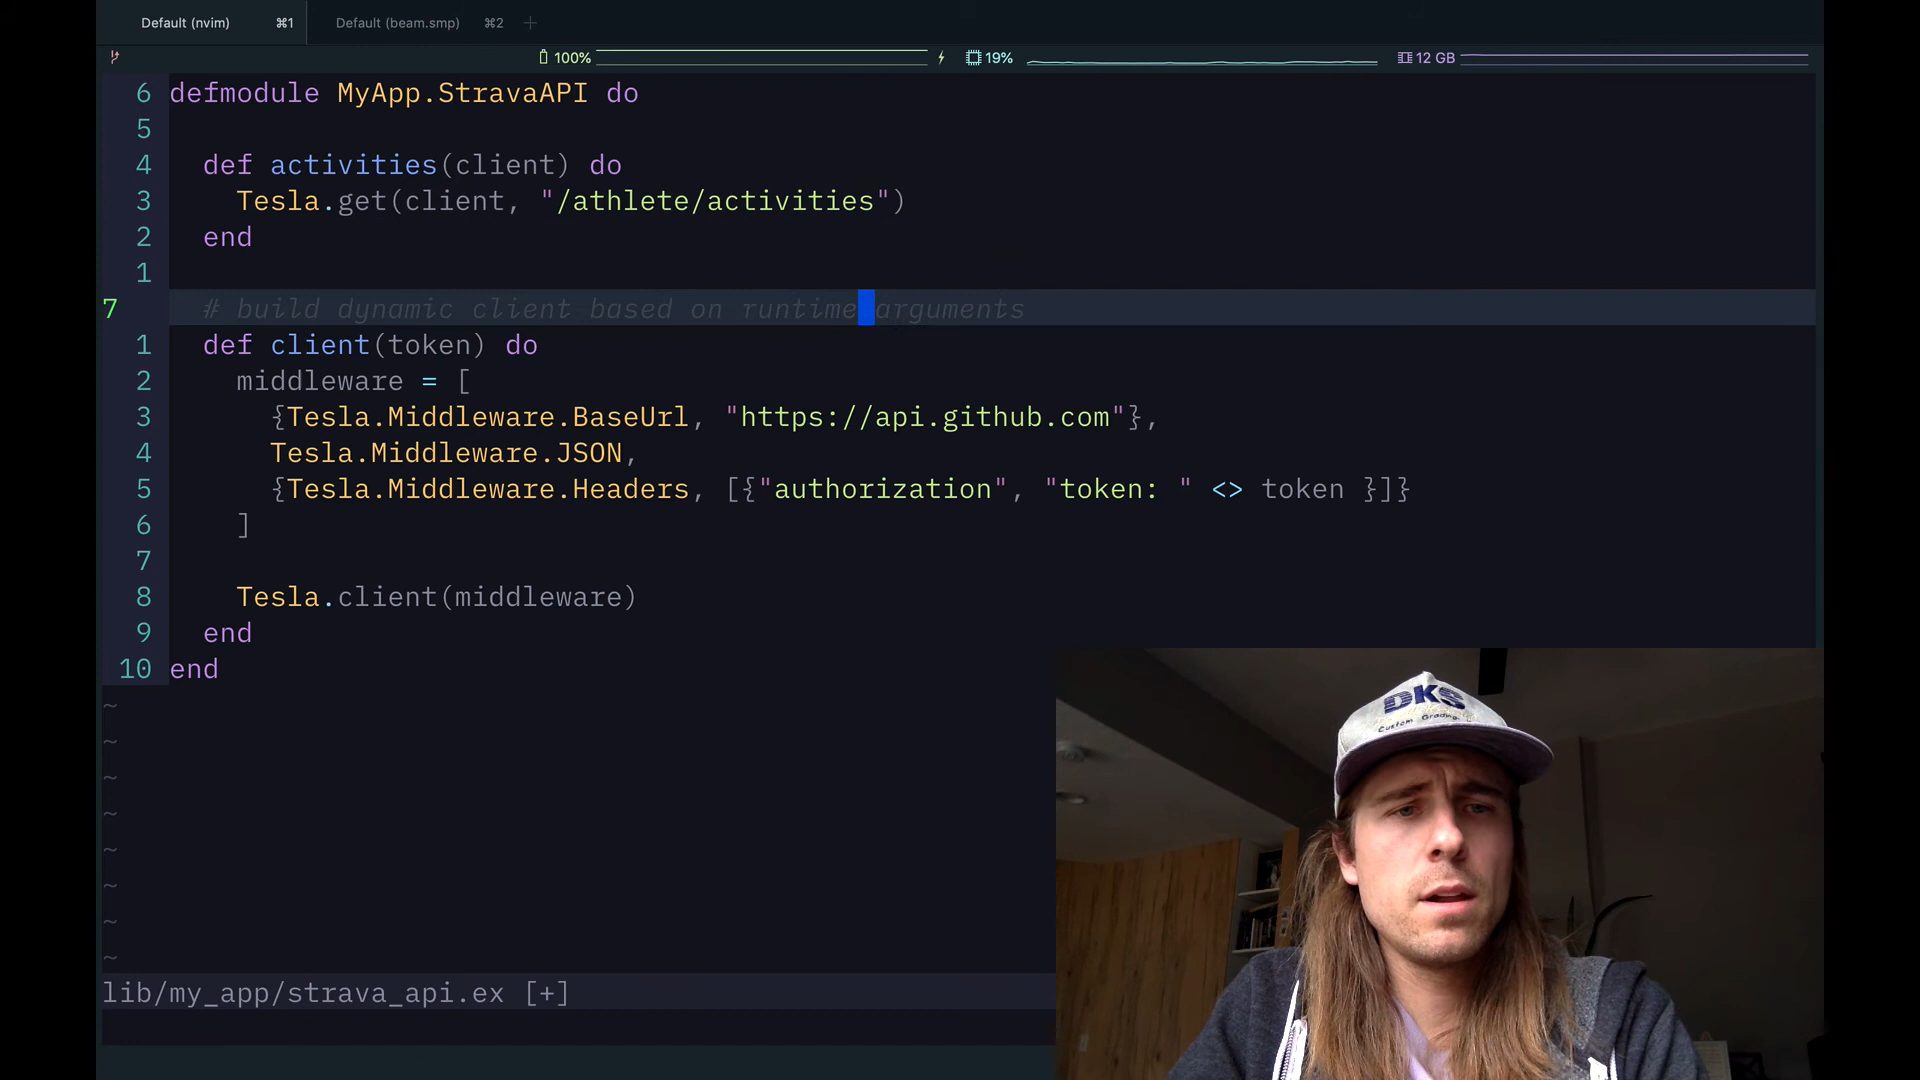 Default (nvim) ⌘1 Default (beam.smp) ⌘2 +
100% 19% 12 GB
6 defmodule MyApp.StravaAPI do
5
4 def activities(client) do
3 Tesla.get(client, "/athlete/activities")
2 end
1
7 # build dynamic client based on runtime arguments
1 def client(token) do
2 middleware = [
3 {Tesla.Middleware.BaseUrl, "https://api.github.com"},
4 Tesla.Middleware.JSON,
5 {Tesla.Middleware.Headers, [{"authorization", "token: " <> token }]}
6 ]
7
8 Tesla.client(middleware)
9 end
10 end
~
~
~
~
~
~
~
~
lib/my_app/strava_api.ex [+]
DKS
Custom Grading